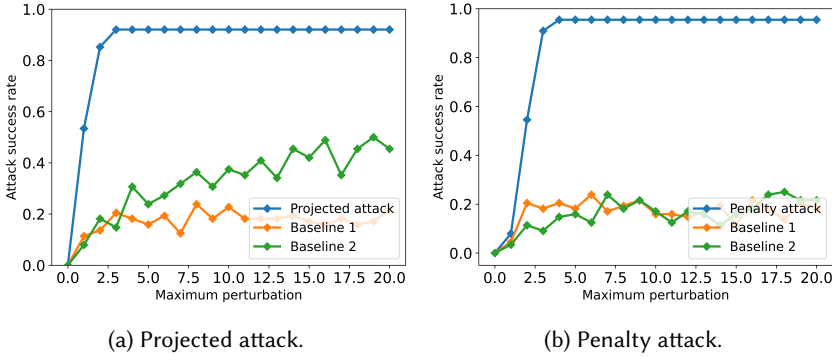 1.0
0.8
0.6
0.4
0.2
0.0
Attack success rate
Projected attack
Baseline 1
Baseline 2
0.0 2.5 5.0 7.5 10.0 12.5 15.0 17.5 20.0
Maximum perturbation
(a) Projected attack.
1.0
0.8
0.6
0.4
0.2
0.0
Attack success rate
Penalty attack
Baseline 1
Baseline 2
0.0 2.5 5.0 7.5 10.0 12.5 15.0 17.5 20.0
Maximum perturbation
(b) Penalty attack.